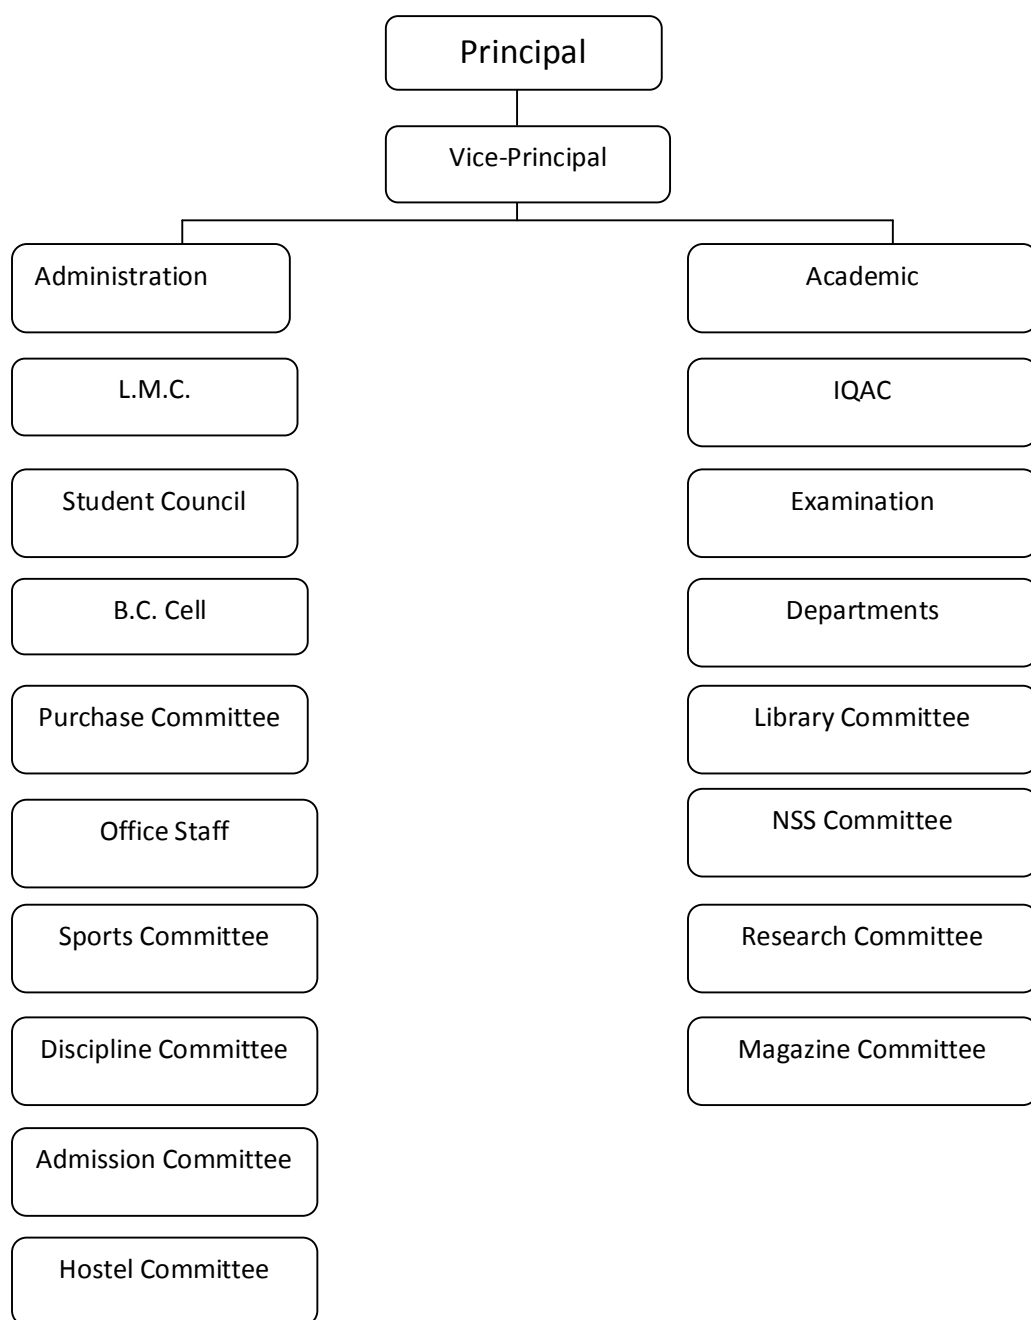 Principal
Vice-Principal
Administration
Academic
L.M.C.
IQAC
Student Council
Examination
B.C. Cell
Departments
Purchase Committee
Library Committee
Office Staff
NSS Committee
Sports Committee
Research Committee
Discipline Committee
Magazine Committee
Admission Committee
Hostel Committee